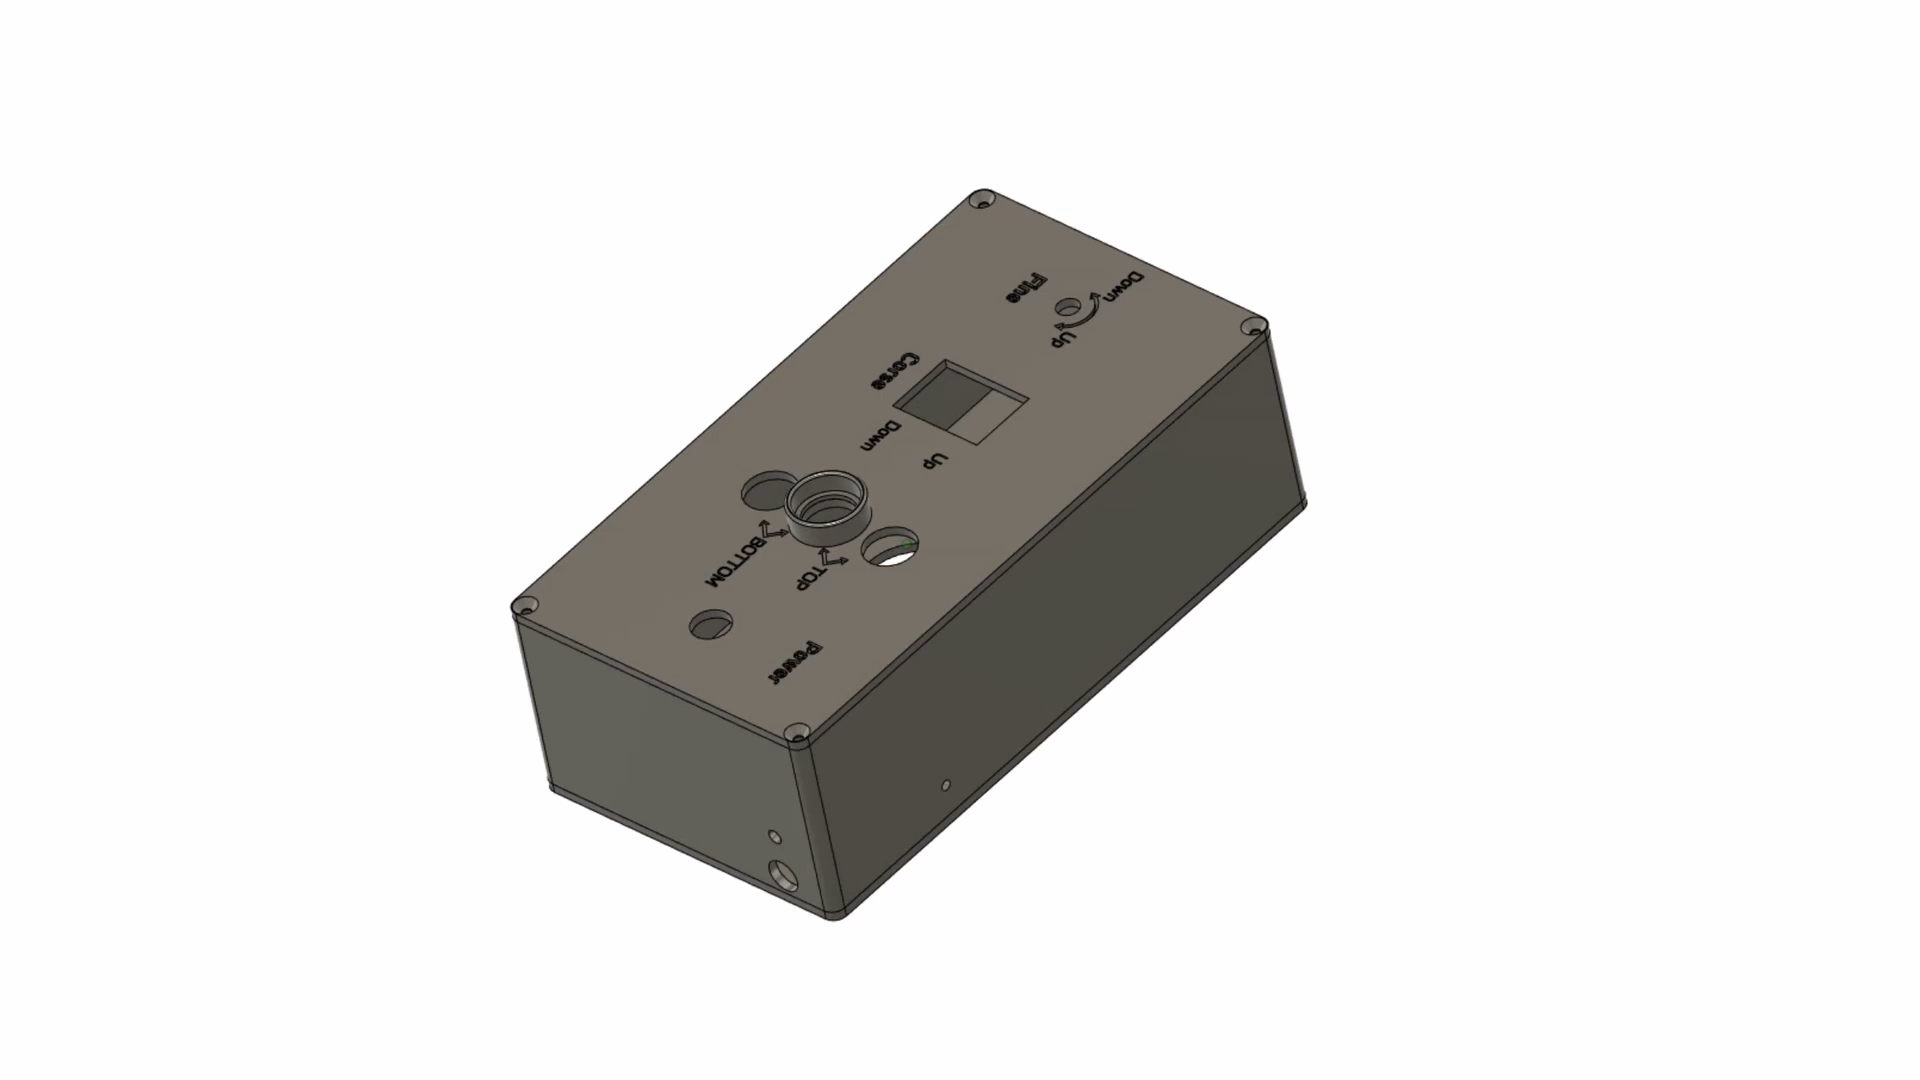 Fine
Down
Up
Corse
Down
Up
BOTTOM
TOP
Power